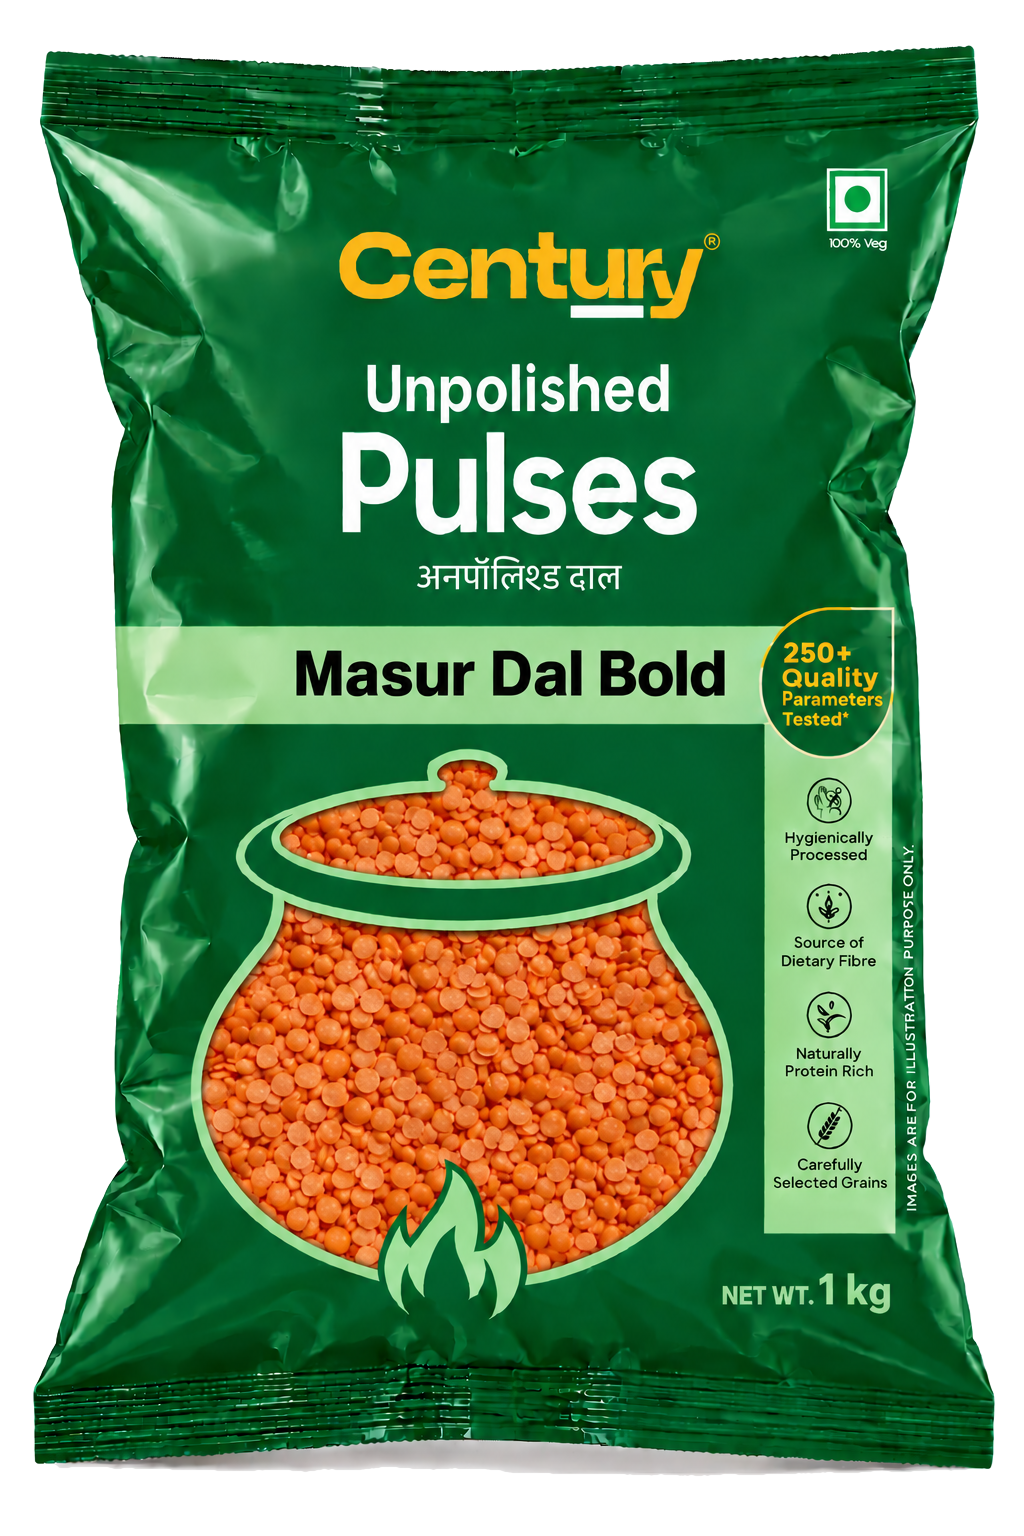 100% Veg
Century®
Unpolished
Pulses
अनपॉलिश्ड दाल
Masur Dal Bold
250+
Quality
Parameters
Tested*
Hygienically
Processed
Source of
Dietary Fibre
Naturally
Protein Rich
Carefully
Selected Grains
IMAGES ARE FOR ILLUSTRATION PURPOSE ONLY.
NET WT. 1 kg